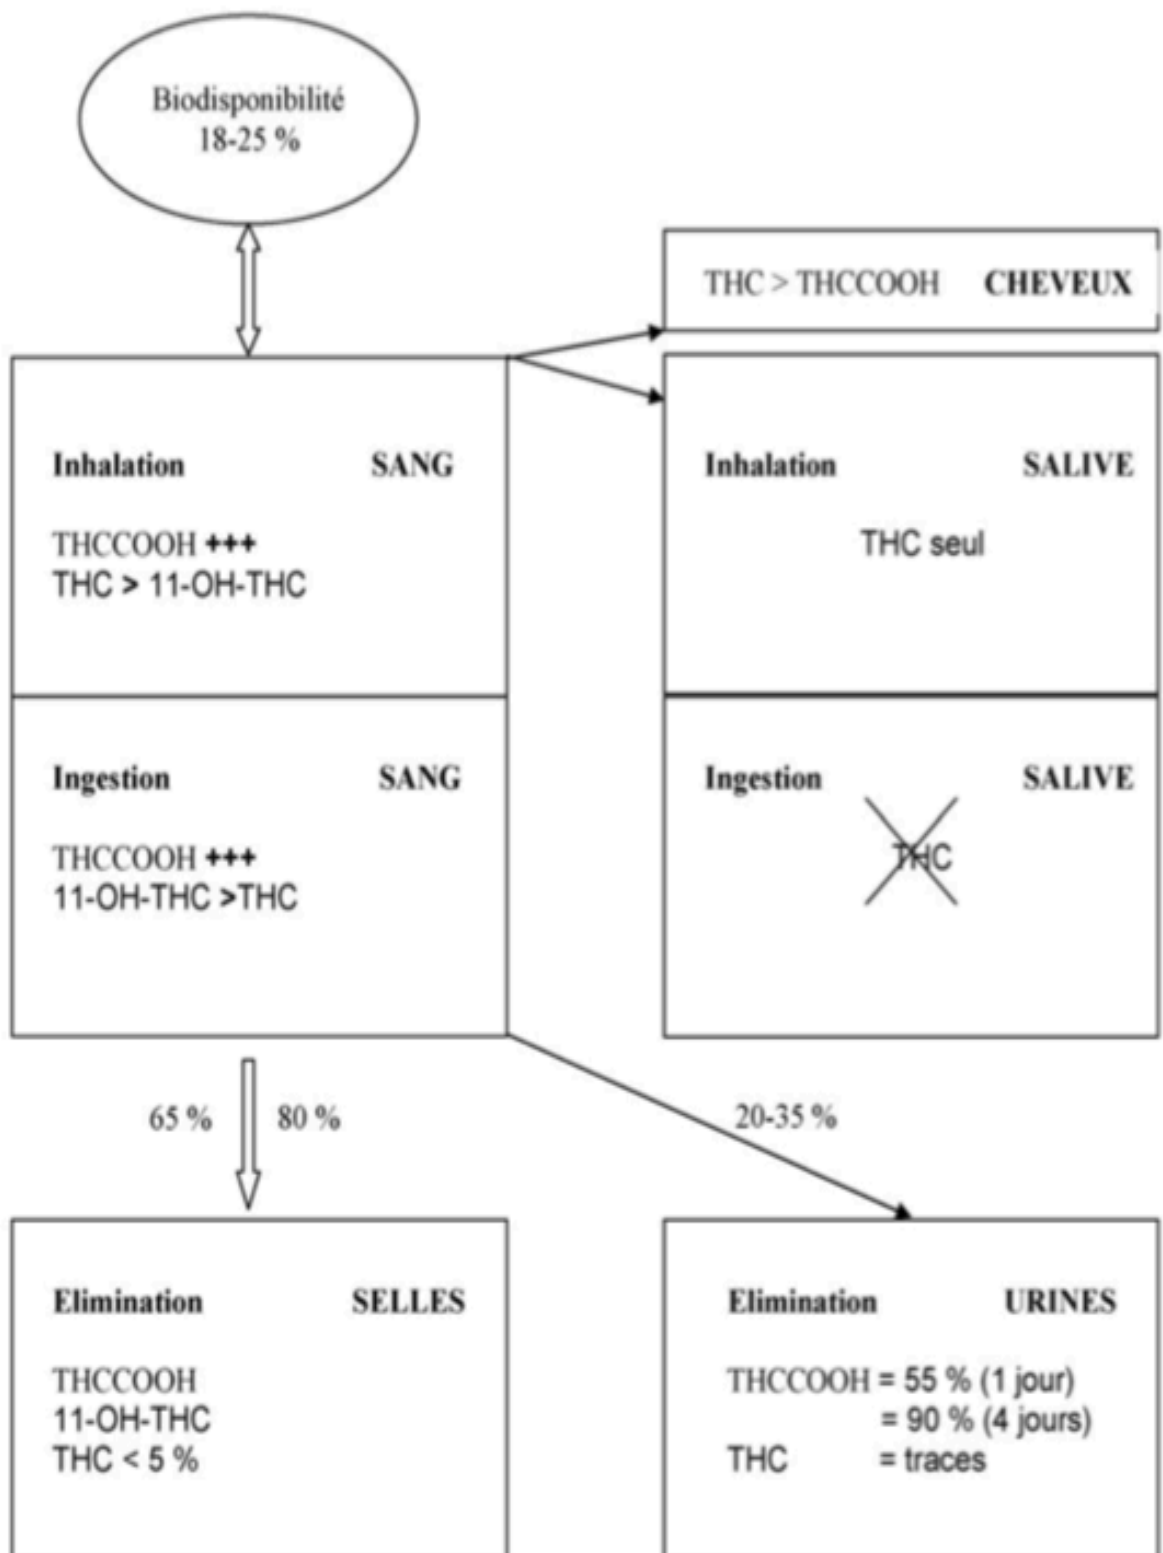 Biodisponibilité
18-25 %
THC > THCCOOH CHEVEUX
Inhalation SANG
THCCOOH +++
THC > 11-OH-THC
Inhalation SALIVE
THC seul
Ingestion SANG
THCCOOH +++
11-OH-THC >THC
Ingestion SALIVE
THC
65 % 80 %
20-35 %
Elimination SELLES
THCCOOH
11-OH-THC
THC < 5 %
Elimination URINES
THCCOOH = 55 % (1 jour)
= 90 % (4 jours)
THC = traces